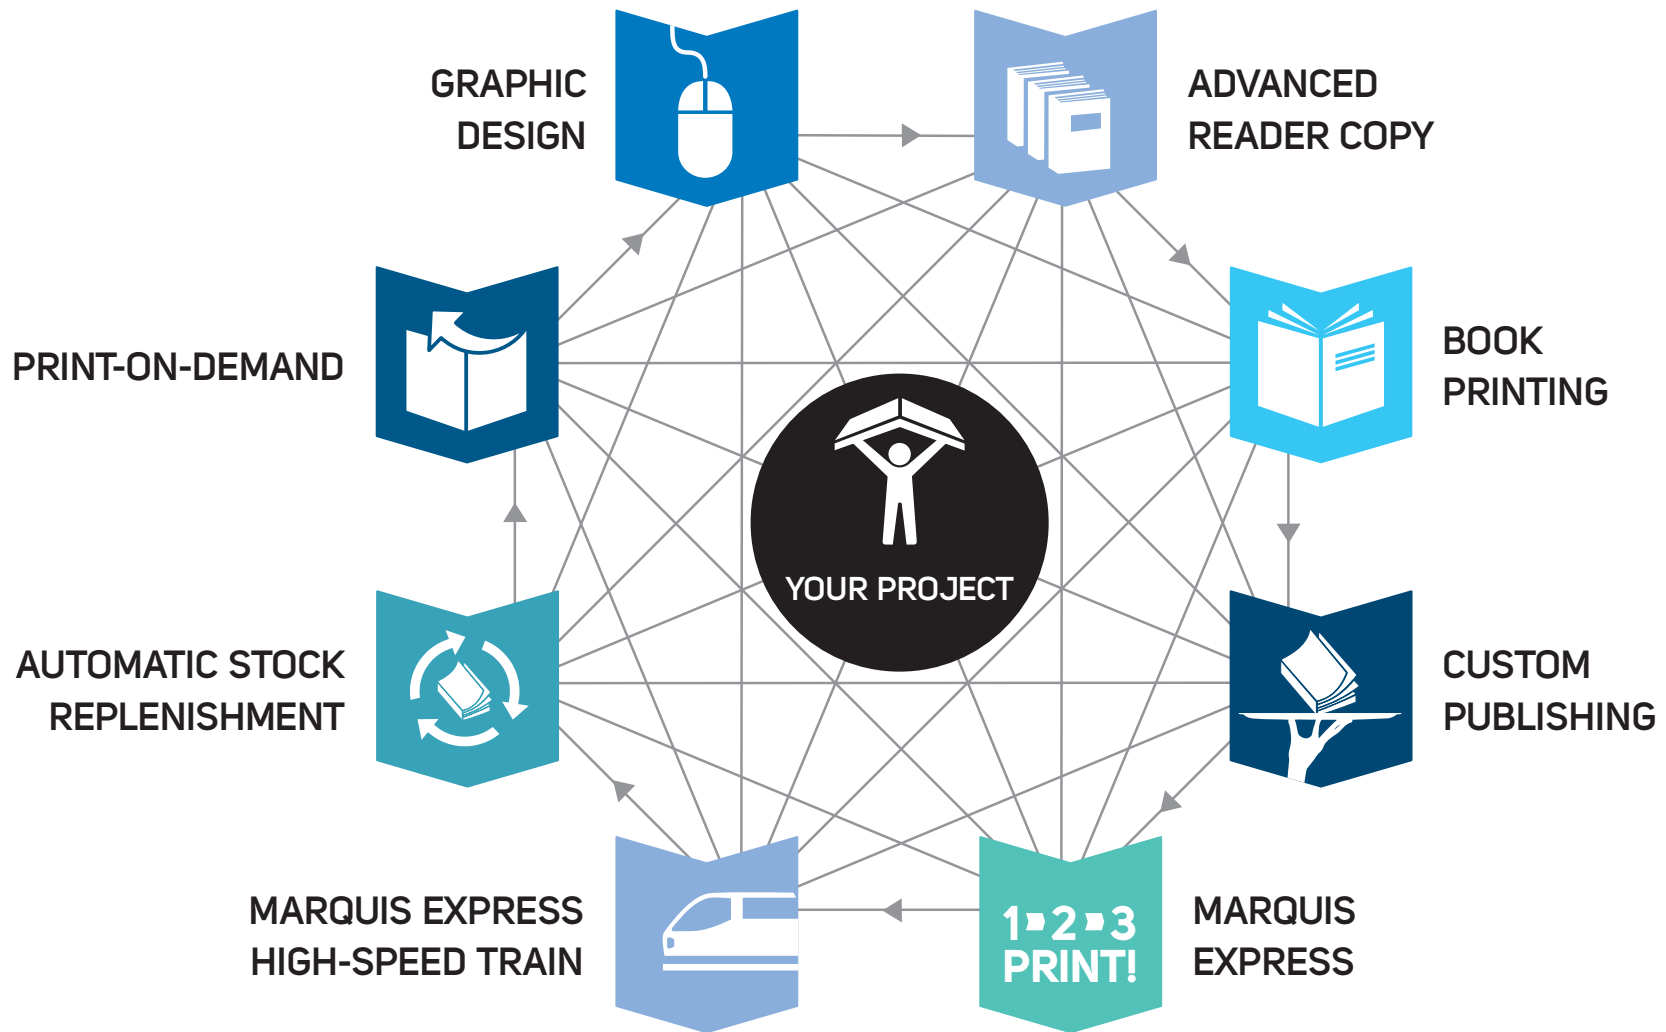 GRAPHIC
DESIGN
ADVANCED
READER COPY
PRINT-ON-DEMAND
BOOK
PRINTING
YOUR PROJECT
AUTOMATIC STOCK
REPLENISHMENT
CUSTOM
PUBLISHING
MARQUIS EXPRESS
HIGH-SPEED TRAIN
1 2 3
PRINT!
MARQUIS
EXPRESS